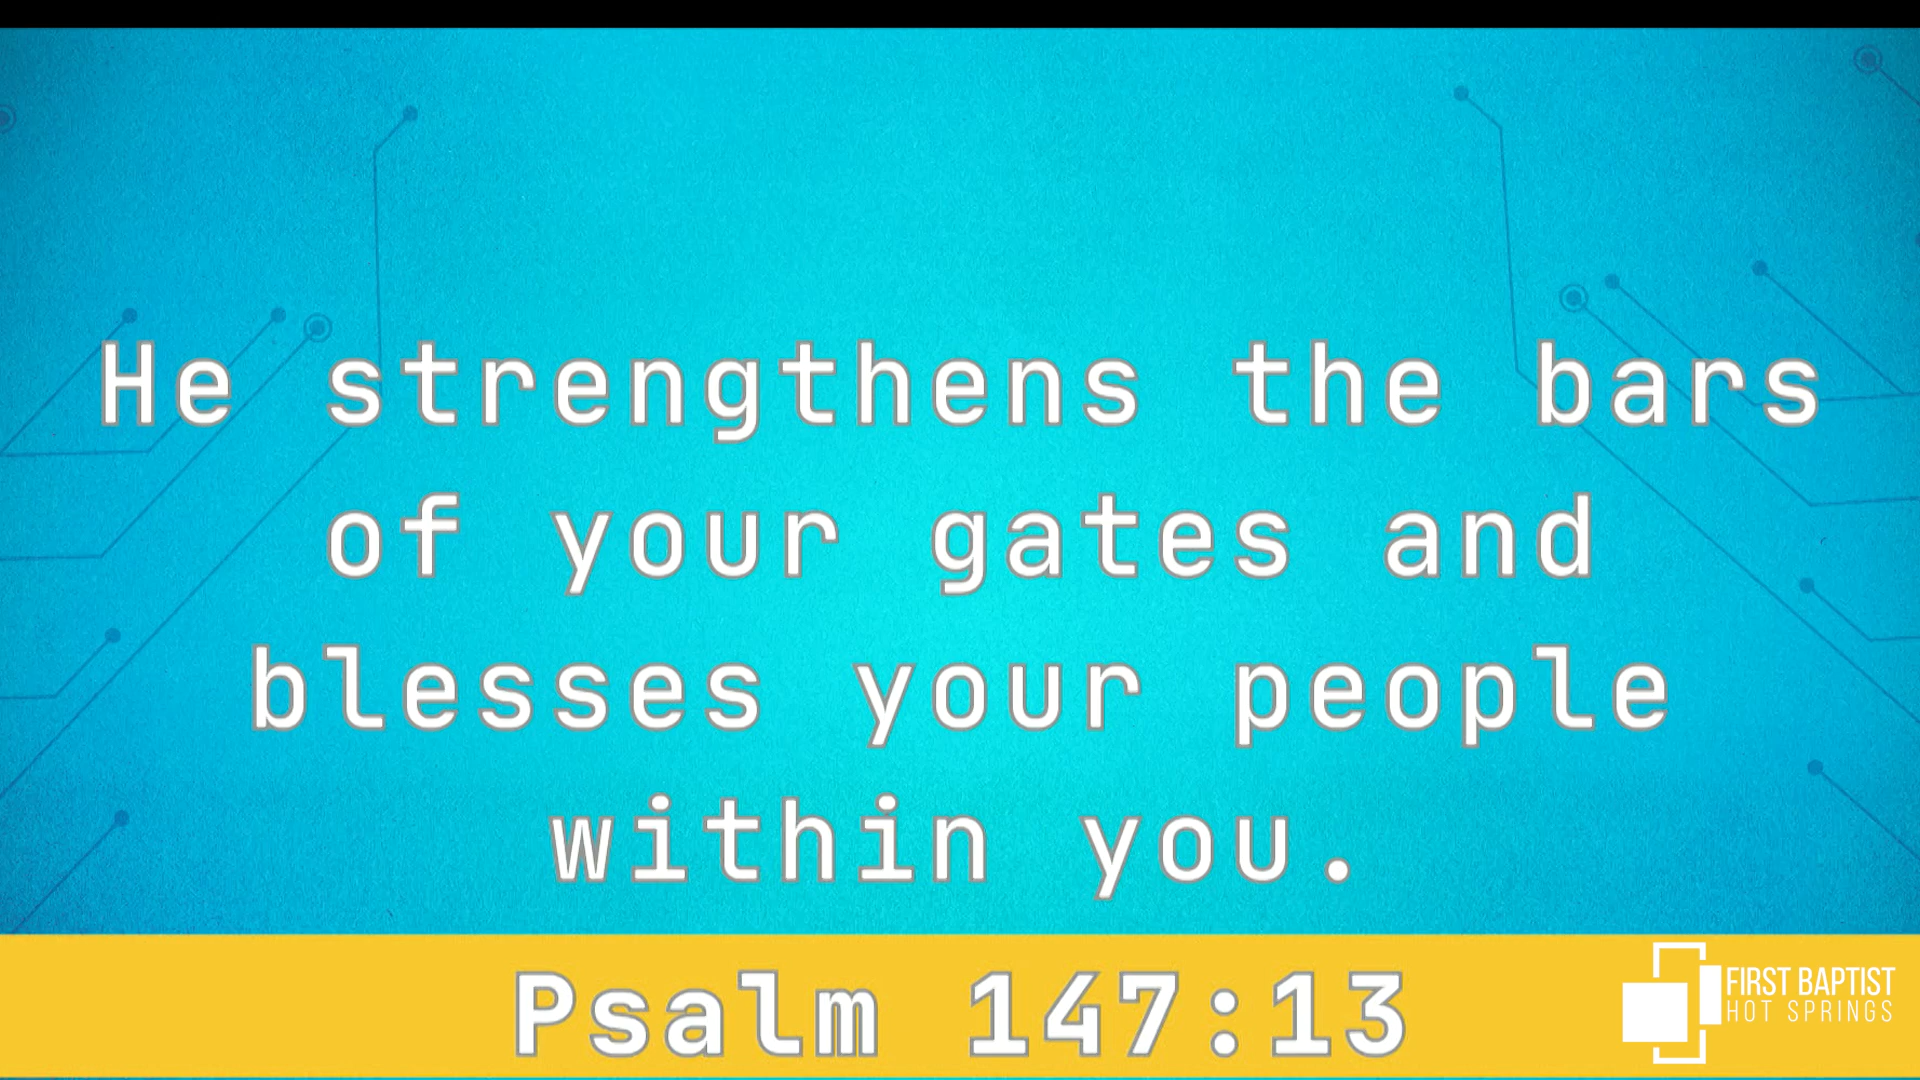 He strengthens the bars
of your gates and
blesses your people
within you.
Psalm 147:13
FIRST BAPTIST
HOT SPRINGS